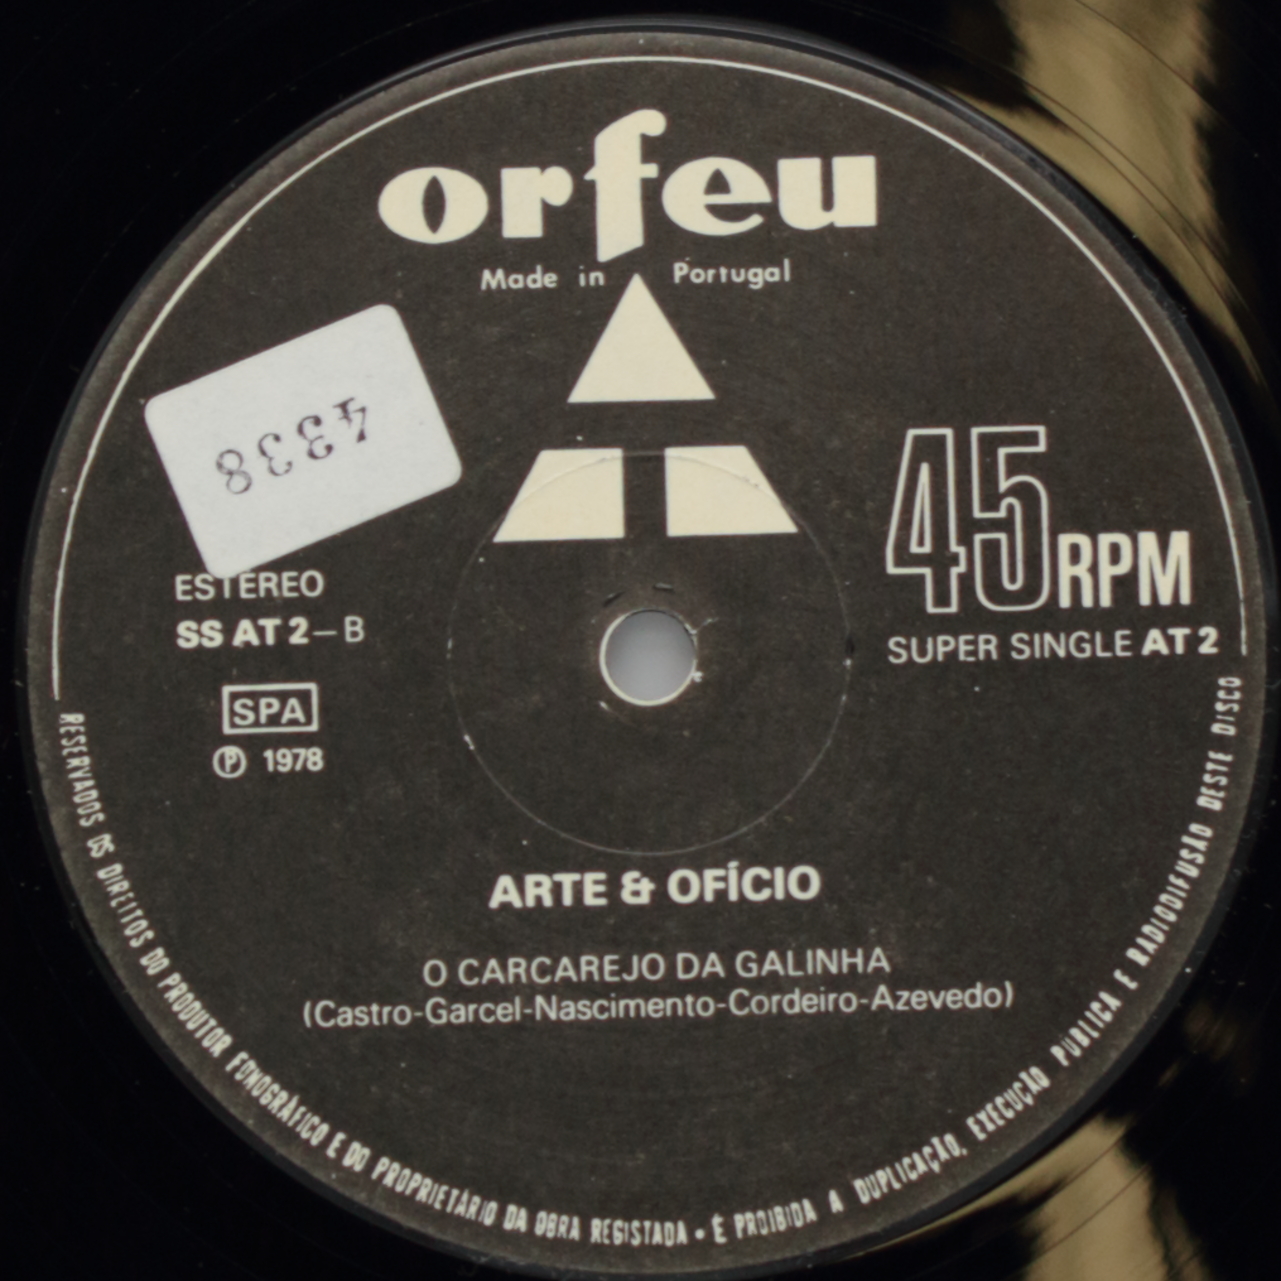 orfeu
Made in Portugal
4338
ESTÉREO
SS AT 2 – B
SPA
Ⓟ 1978
45 RPM
SUPER SINGLE AT 2
ARTE & OFÍCIO
O CARCAREJO DA GALINHA
(Castro-Garcel-Nascimento-Cordeiro-Azevedo)
RESERVADOS OS DIREITOS DO PRODUTOR FONOGRÁFICO E DO PROPRIETÁRIO DA OBRA REGISTADA • É PROIBIDA A DUPLICAÇÃO, EXECUÇÃO PUBLICA E RADIODIFUSÃO DESTE DISCO